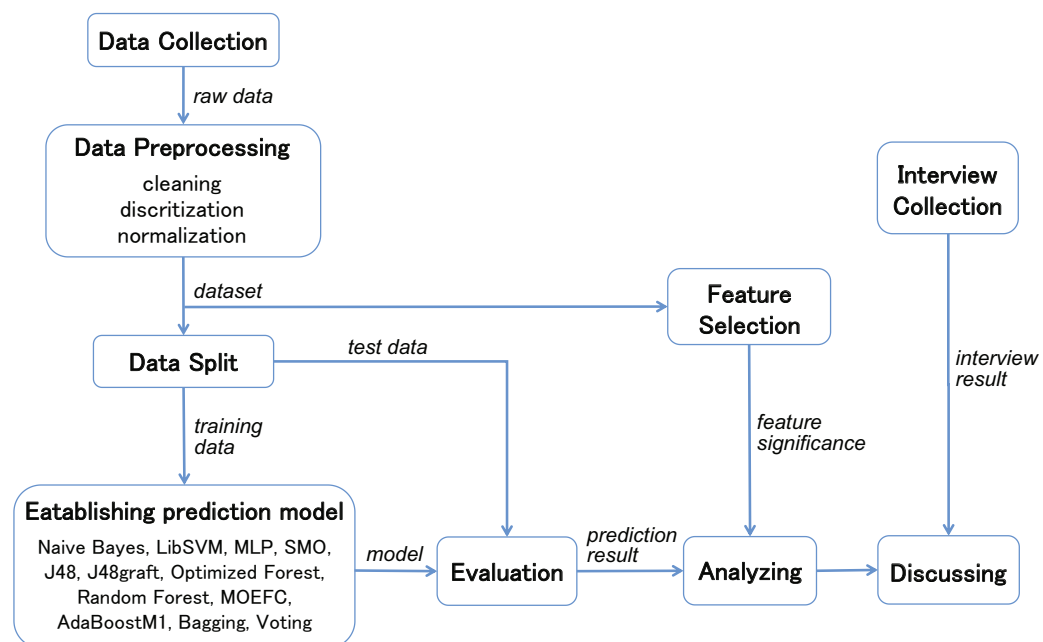 Data Collection
raw data
Data Preprocessing
cleaning
discritization
normalization
Interview
Collection
dataset
Feature
Selection
Data Split
test data
interview
result
training
data
feature
significance
Eatablishing prediction model
Naive Bayes, LibSVM, MLP, SMO,
J48, J48graft, Optimized Forest,
Random Forest, MOEFC,
AdaBoostM1, Bagging, Voting
model
Evaluation
prediction
result
Analyzing
Discussing